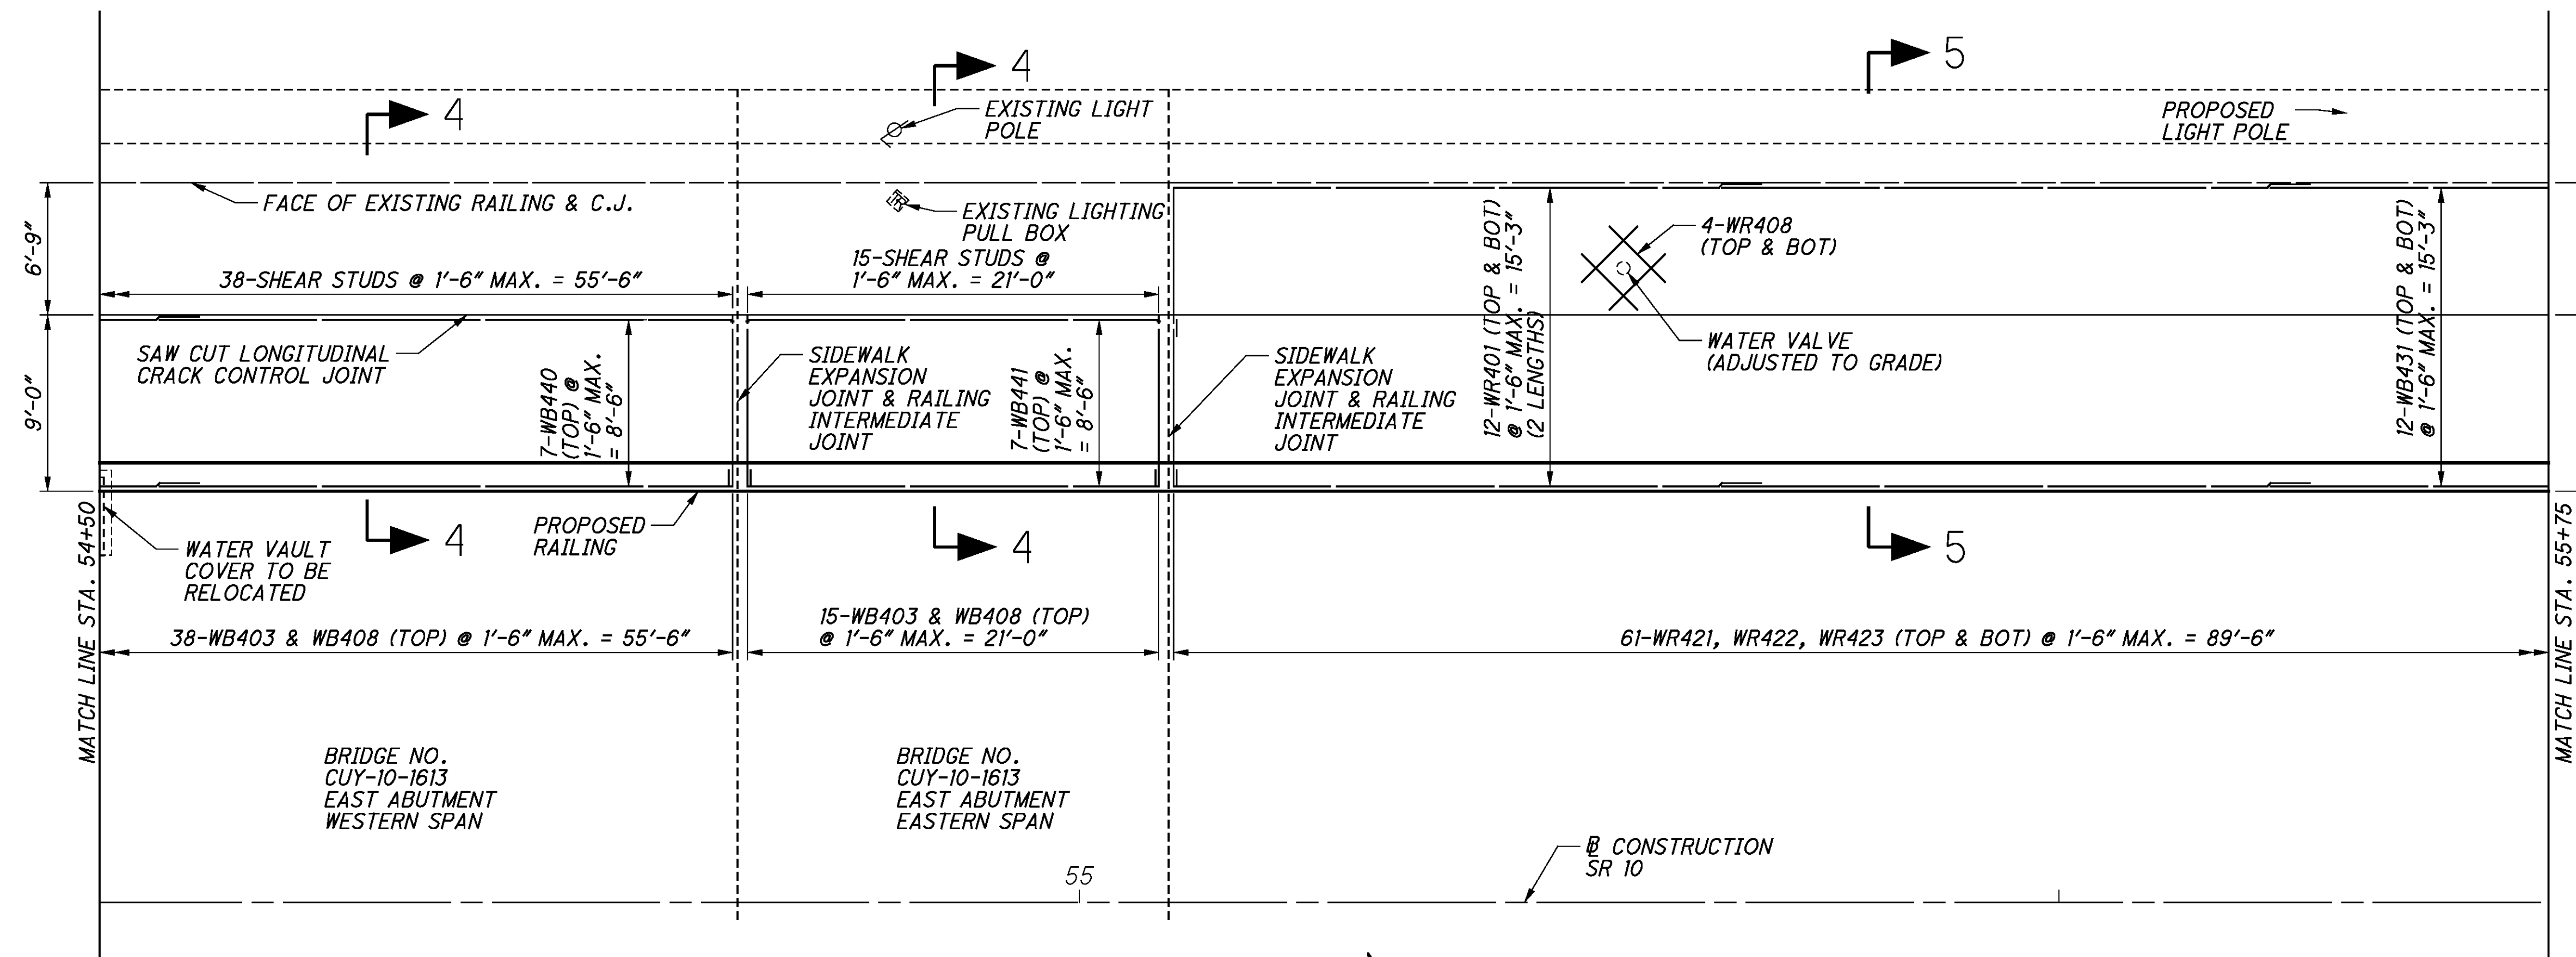 4
4
5
EXISTING LIGHT
POLE
PROPOSED
LIGHT POLE
FACE OF EXISTING RAILING & C.J.
EXISTING LIGHTING
PULL BOX
6'-9"
38-SHEAR STUDS @ 1'-6" MAX. = 55'-6"
15-SHEAR STUDS @
1'-6" MAX. = 21'-0"
4-WR408
(TOP & BOT)
12-WR401 (TOP & BOT)
@ 1'-6" MAX. = 15'-3"
(2 LENGTHS)
12-WB431 (TOP & BOT)
@ 1'-6" MAX. = 15'-3"
WATER VALVE
(ADJUSTED TO GRADE)
9'-0"
SAW CUT LONGITUDINAL
CRACK CONTROL JOINT
7-WB440
(TOP) @
1'-6" MAX.
= 8'-6"
SIDEWALK
EXPANSION
JOINT & RAILING
INTERMEDIATE
JOINT
7-WB441
(TOP) @
1'-6" MAX.
= 8'-6"
SIDEWALK
EXPANSION
JOINT & RAILING
INTERMEDIATE
JOINT
MATCH LINE STA. 54+50
WATER VAULT
COVER TO BE
RELOCATED
4
PROPOSED
RAILING
4
5
MATCH LINE STA. 55+75
38-WB403 & WB408 (TOP) @ 1'-6" MAX. = 55'-6"
15-WB403 & WB408 (TOP)
@ 1'-6" MAX. = 21'-0"
61-WR421, WR422, WR423 (TOP & BOT) @ 1'-6" MAX. = 89'-6"
BRIDGE NO.
CUY-10-1613
EAST ABUTMENT
WESTERN SPAN
BRIDGE NO.
CUY-10-1613
EAST ABUTMENT
EASTERN SPAN
55
BL CONSTRUCTION
SR 10